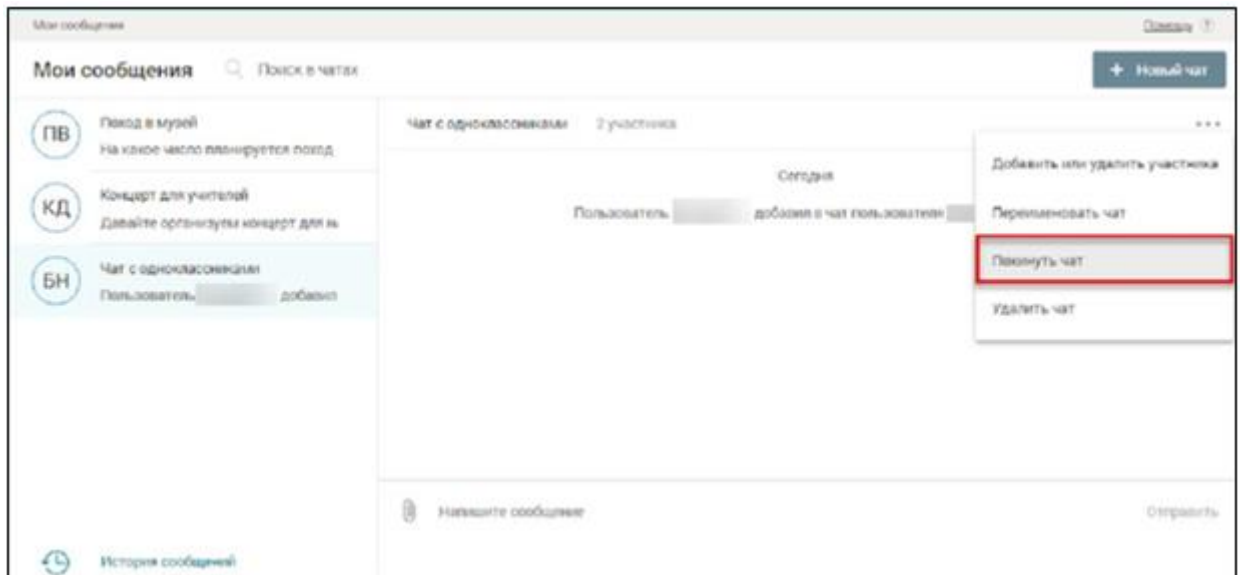 Мои сообщения
Помощь ?
Мои сообщения
Поиск в чатах
+ Новый чат
ПВ
Поход в музей
На какое число планируется поход
КД
Концерт для учителей
Давайте организуем концерт для м
БН
Чат с одноклассниками
Пользователь добавил
История сообщений
Чат с одноклассниками 2 участника
Сегодня
Пользователь добавил в чат пользователя
Добавить или удалить участника
Переименовать чат
Покинуть чат
Удалить чат
Напишите сообщение
Отправить